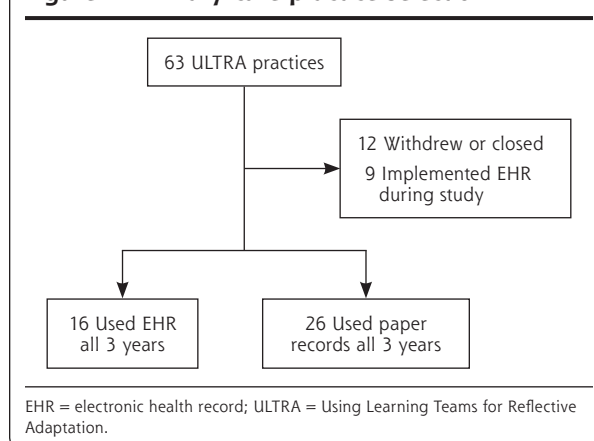 63 ULTRA practices
12 Withdrew or closed
9 Implemented EHR
during study
16 Used EHR
all 3 years
26 Used paper
records all 3 years
EHR = electronic health record; ULTRA = Using Learning Teams for Reflective
Adaptation.